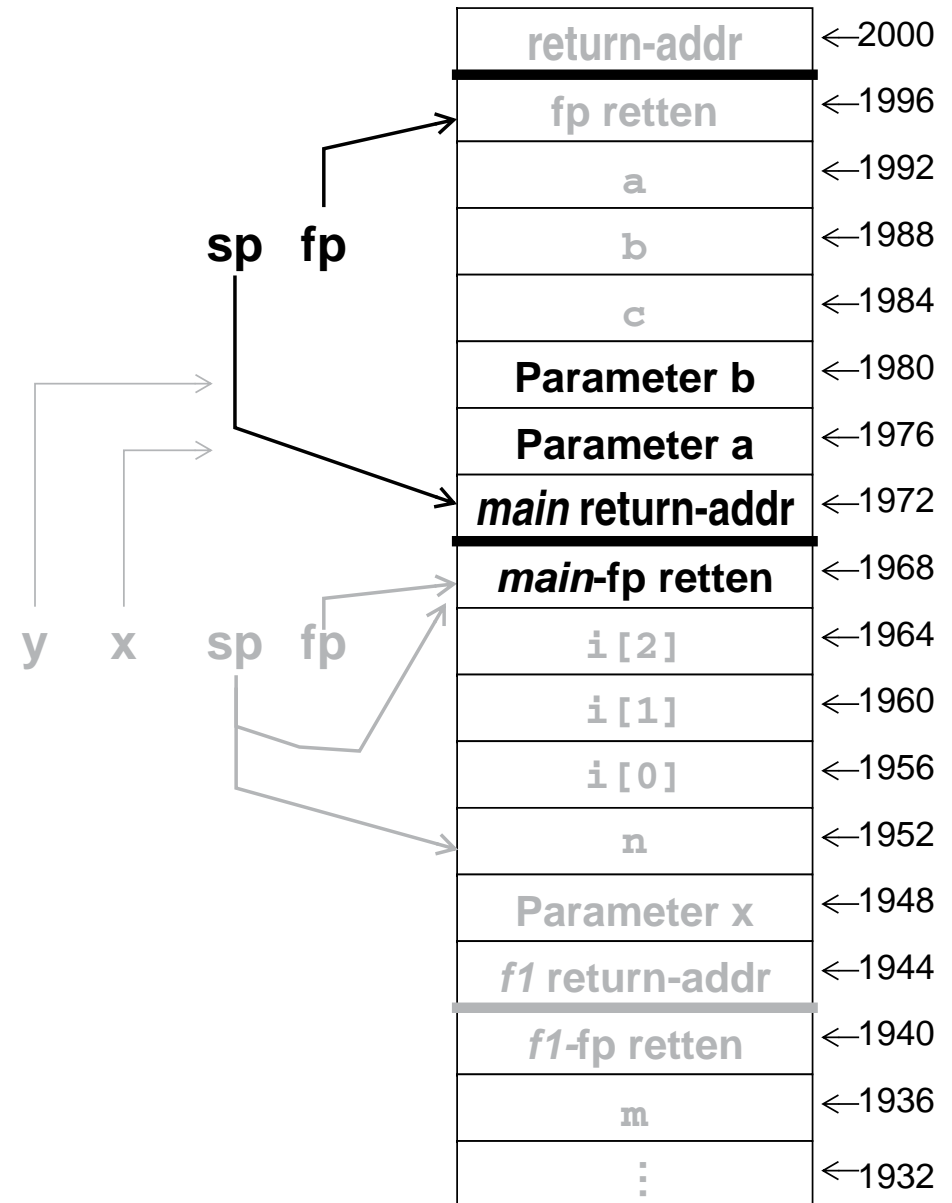 return-addr ←2000
fp retten ←1996
a ←1992
b ←1988
sp fp
c ←1984
Parameter b ←1980
Parameter a ←1976
main return-addr ←1972
main-fp retten ←1968
y x sp fp
i[2] ←1964
i[1] ←1960
i[0] ←1956
n ←1952
Parameter x ←1948
f1 return-addr ←1944
f1-fp retten ←1940
m ←1936
⋮ ←1932